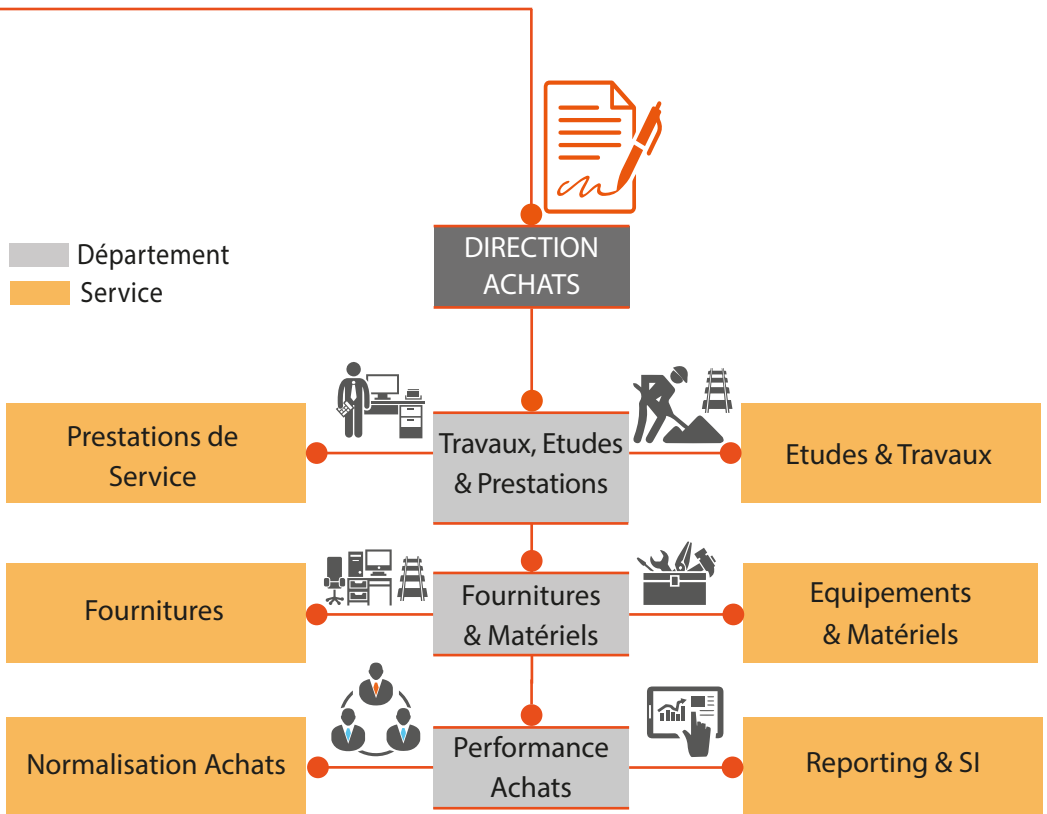 DIRECTION
ACHATS
Département
Service
Prestations de
Service
Travaux, Etudes
& Prestations
Etudes & Travaux
Fournitures
Fournitures
& Matériels
Equipements
& Matériels
Normalisation Achats
Performance
Achats
Reporting & SI